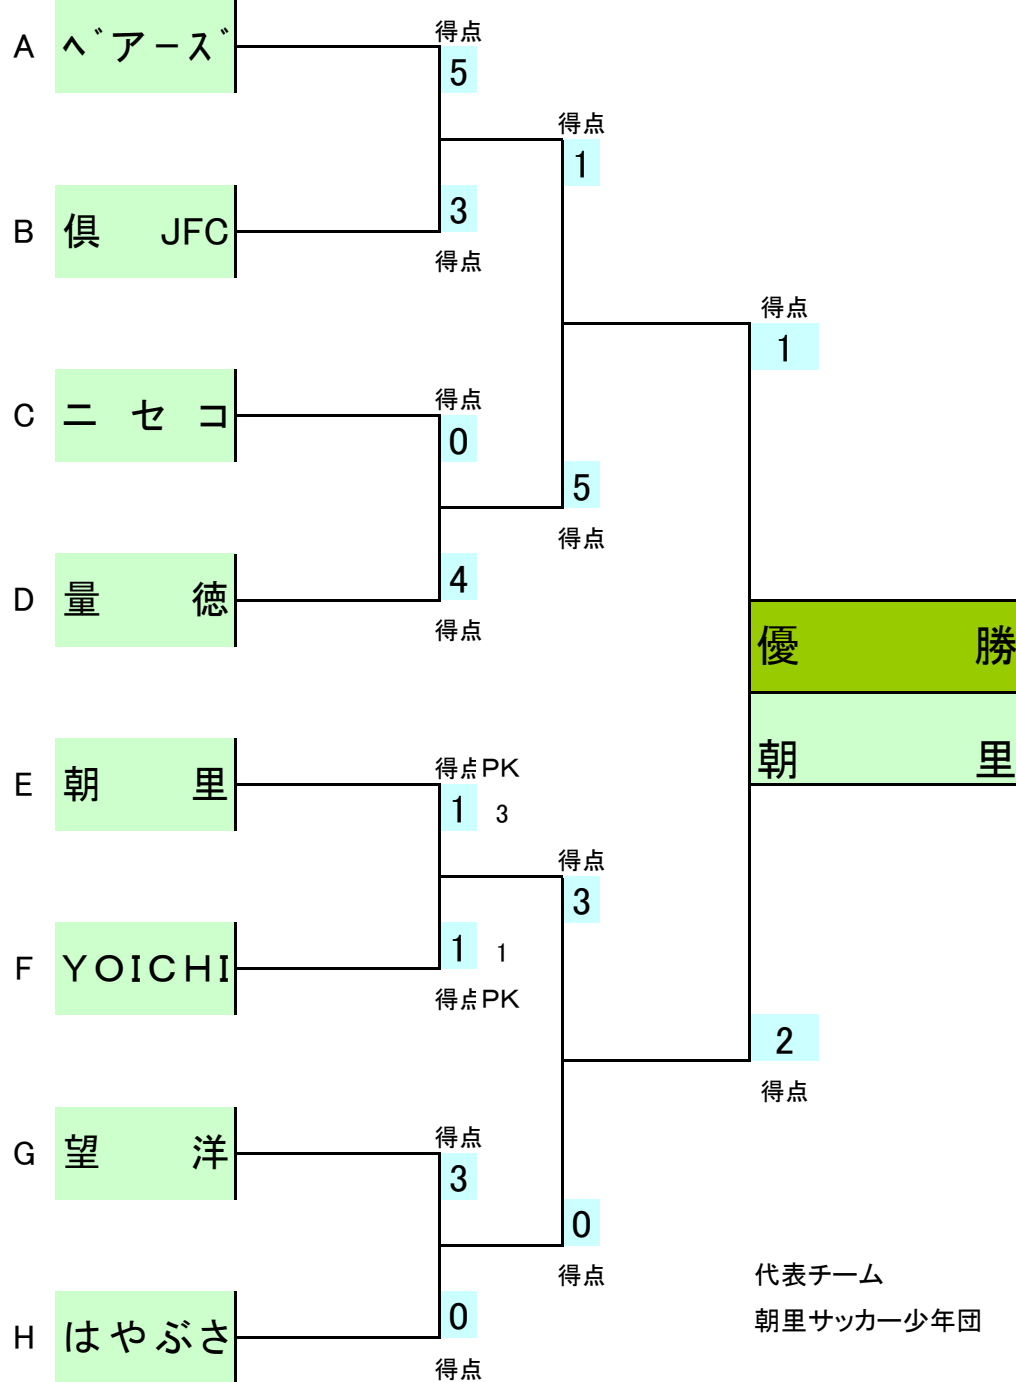 得点
A ベアーズ
5
得点
1
3
B 倶 JFC
得点
得点
1
得点
C ニセコ
0
5
得点
4
D 量徳
得点
優勝
朝里
得点PK
E 朝里
1 3
得点
3
1 1
F YOICHI
得点PK
2
得点
得点
G 望洋
3
0
得点
代表チーム
0
朝里サッカー少年団
H はやぶさ
得点